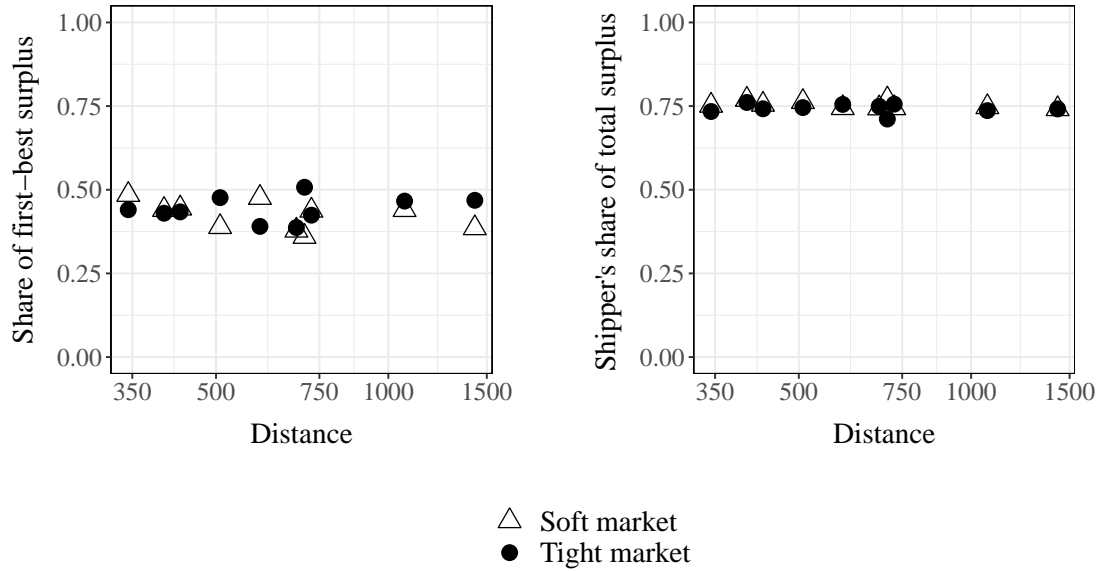 Share of first−best surplus
1.00
0.75
0.50
0.25
0.00
350 500 750 1000 1500
Distance
Shipper's share of total surplus
1.00
0.75
0.50
0.25
0.00
350 500 750 1000 1500
Distance
Soft market
Tight market